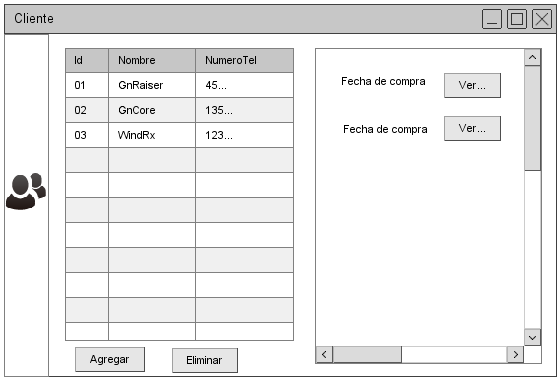 Cliente
Id Nombre NumeroTel
01 GnRaiser 45...
02 GnCore 135...
03 WindRx 123...
Agregar Eliminar
Fecha de compra Ver...
Fecha de compra Ver...